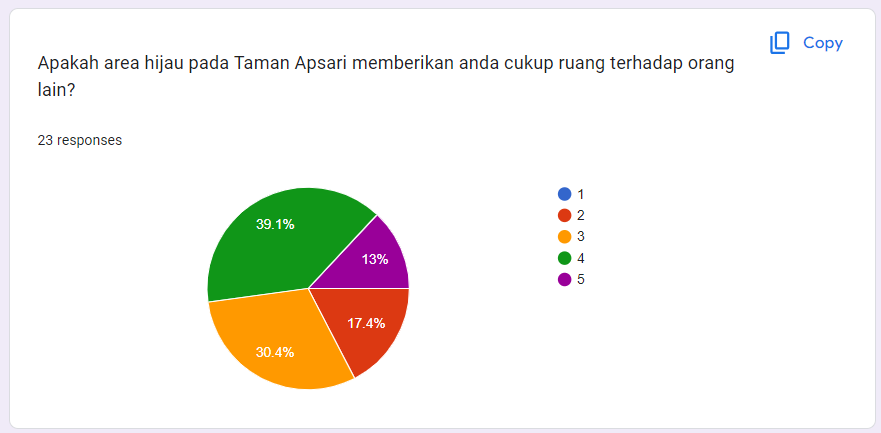 Copy
Apakah area hijau pada Taman Apsari memberikan anda cukup ruang terhadap orang
lain?
23 responses
39.1%
13%
17.4%
30.4%
1
2
3
4
5